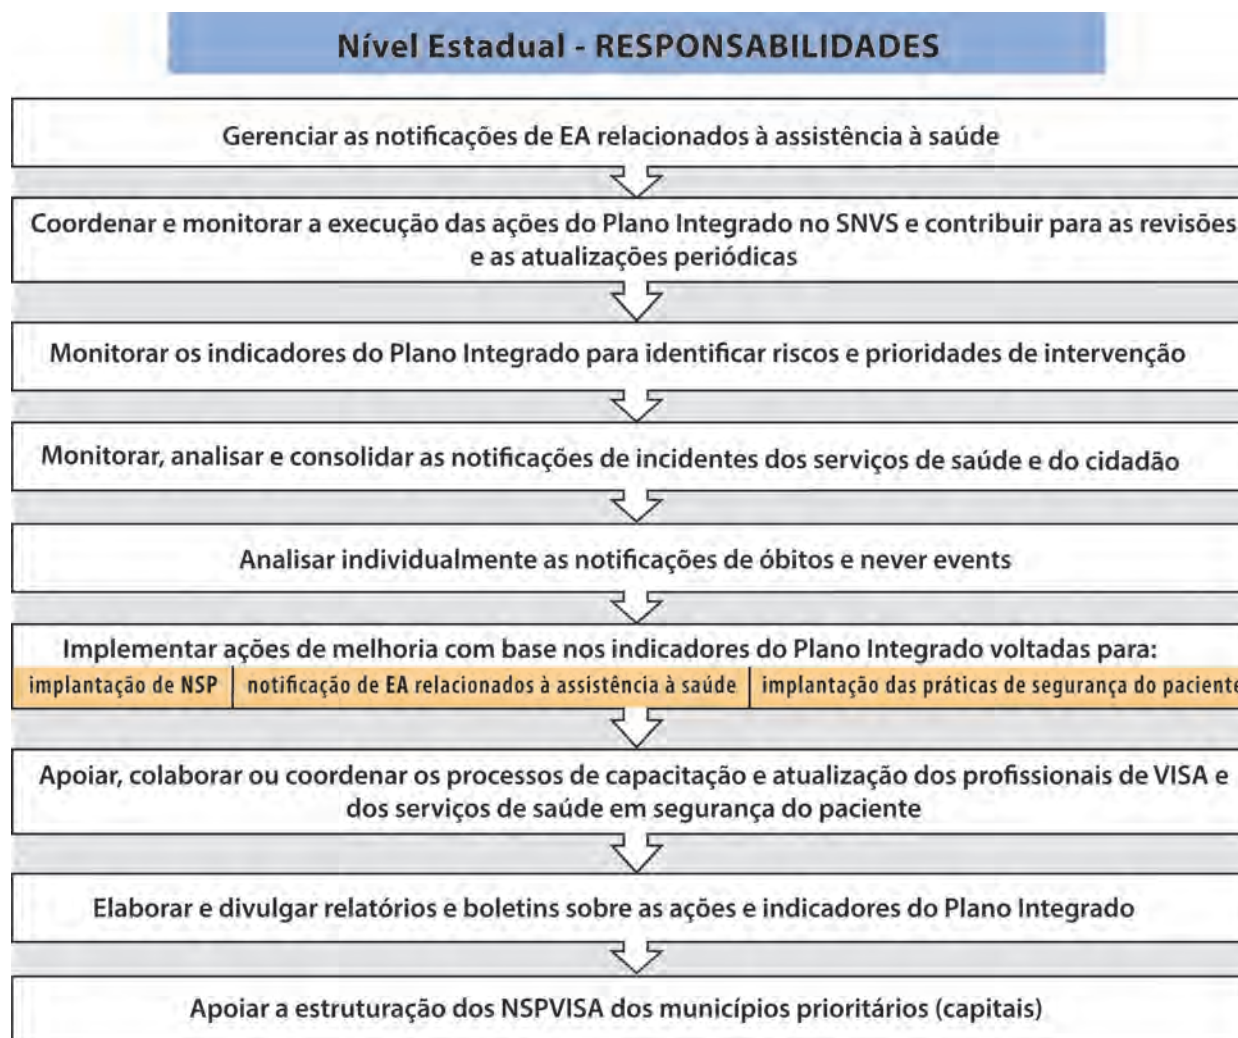 Nível Estadual - RESPONSABILIDADES
Gerenciar as notificações de EA relacionados à assistência à saúde
Coordenar e monitorar a execução das ações do Plano Integrado no SNVS e contribuir para as revisões
e as atualizações periódicas
Monitorar os indicadores do Plano Integrado para identificar riscos e prioridades de intervenção
Monitorar, analisar e consolidar as notificações de incidentes dos serviços de saúde e do cidadão
Analisar individualmente as notificações de óbitos e never events
Implementar ações de melhoria com base nos indicadores do Plano Integrado voltadas para:
implantação de NSP notificação de EA relacionados à assistência à saúde implantação das práticas de segurança do paciente
Apoiar, colaborar ou coordenar os processos de capacitação e atualização dos profissionais de VISA e
dos serviços de saúde em segurança do paciente
Elaborar e divulgar relatórios e boletins sobre as ações e indicadores do Plano Integrado
Apoiar a estruturação dos NSPVISA dos municípios prioritários (capitais)